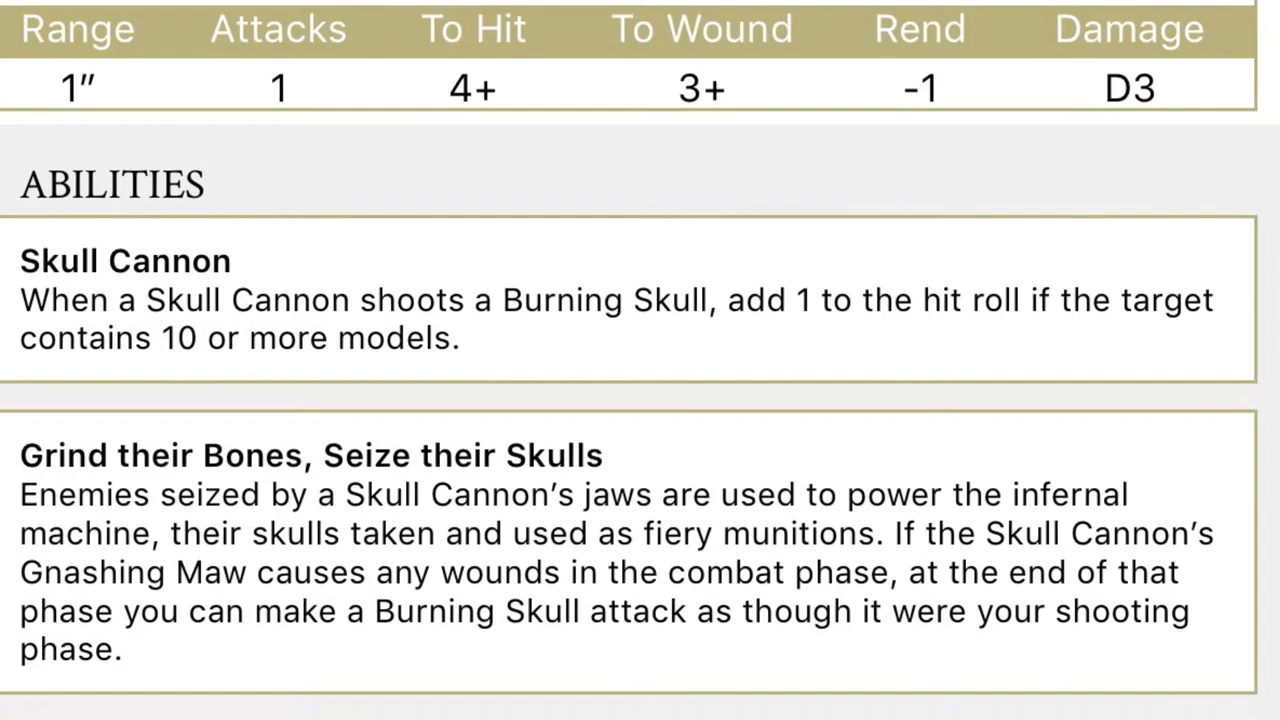 Range Attacks To Hit To Wound Rend Damage
1″ 1 4+ 3+ -1 D3
ABILITIES
Skull Cannon
When a Skull Cannon shoots a Burning Skull, add 1 to the hit roll if the target
contains 10 or more models.
Grind their Bones, Seize their Skulls
Enemies seized by a Skull Cannon’s jaws are used to power the infernal
machine, their skulls taken and used as fiery munitions. If the Skull Cannon’s
Gnashing Maw causes any wounds in the combat phase, at the end of that
phase you can make a Burning Skull attack as though it were your shooting
phase.